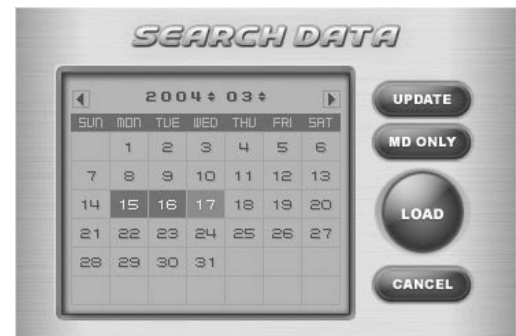 SEARCH DATA
2004 03
SUN MON TUE WED THU FRI SAT
1 2 3 4 5 6
7 8 9 10 11 12 13
14 15 16 17 18 19 20
21 22 23 24 25 26 27
28 29 30 31
UPDATE
MD ONLY
LOAD
CANCEL